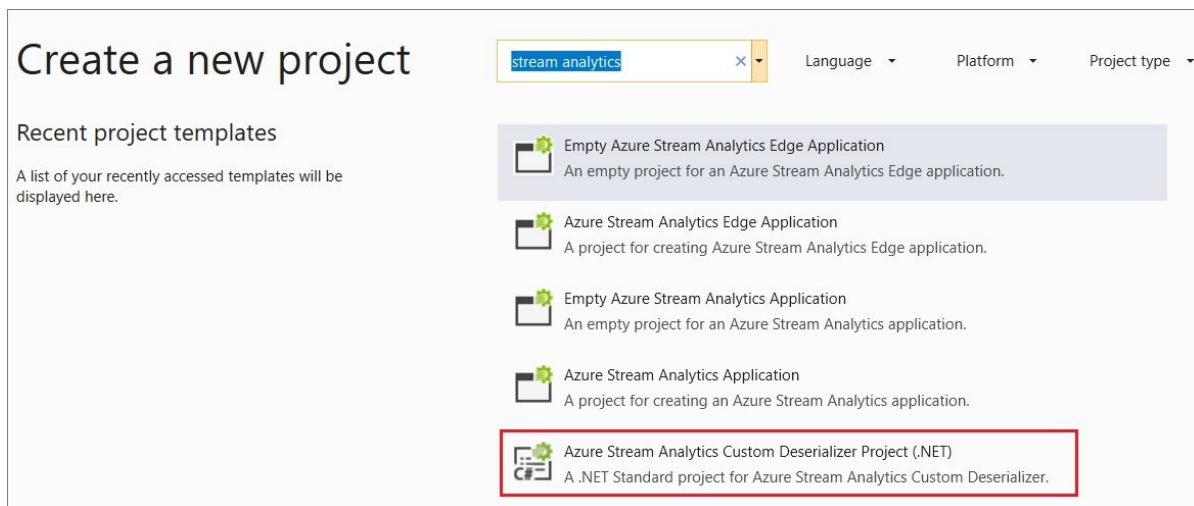 Create a new project
stream analytics
Language
Platform
Project type
Recent project templates
A list of your recently accessed templates will be
displayed here.
Empty Azure Stream Analytics Edge Application
An empty project for an Azure Stream Analytics Edge application.
Azure Stream Analytics Edge Application
A project for creating Azure Stream Analytics Edge application.
Empty Azure Stream Analytics Application
An empty project for an Azure Stream Analytics application.
Azure Stream Analytics Application
A project for creating an Azure Stream Analytics application.
C#
Azure Stream Analytics Custom Deserializer Project (.NET)
A .NET Standard project for Azure Stream Analytics Custom Deserializer.